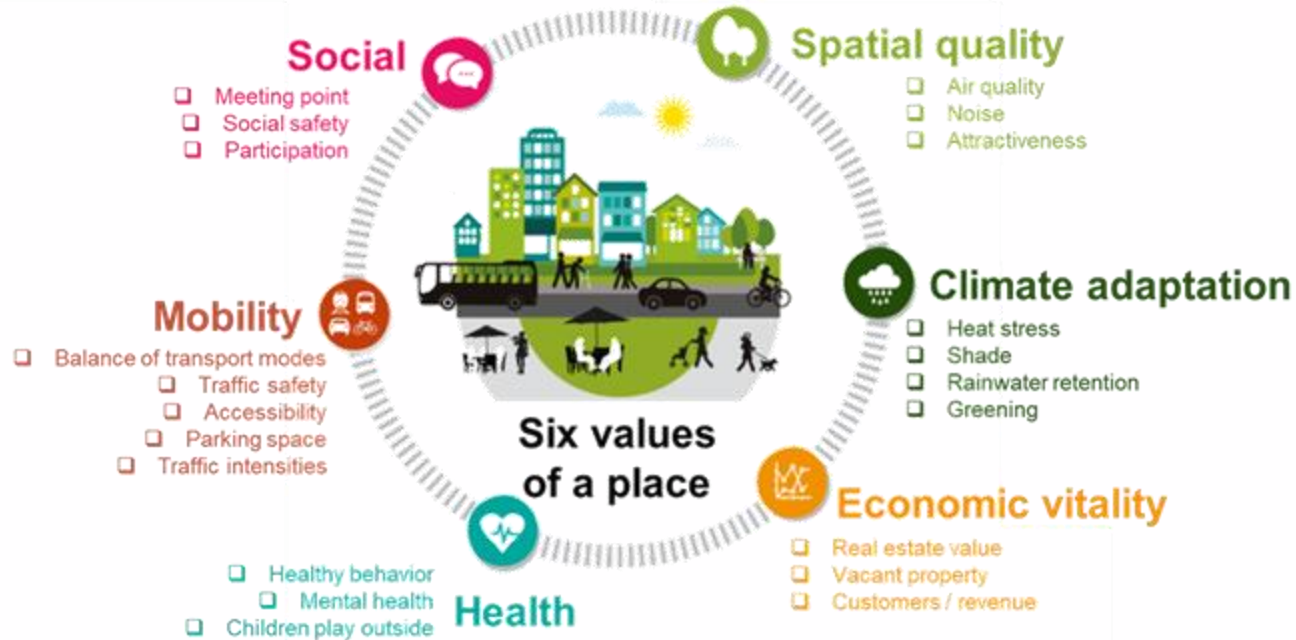 Social
Meeting point
Social safety
Participation
Spatial quality
Air quality
Noise
Attractiveness
Mobility
Balance of transport modes
Traffic safety
Accessibility
Parking space
Traffic intensities
Climate adaptation
Heat stress
Shade
Rainwater retention
Greening
Six values
of a place
Economic vitality
Real estate value
Vacant property
Customers / revenue
Health
Healthy behavior
Mental health
Children play outside